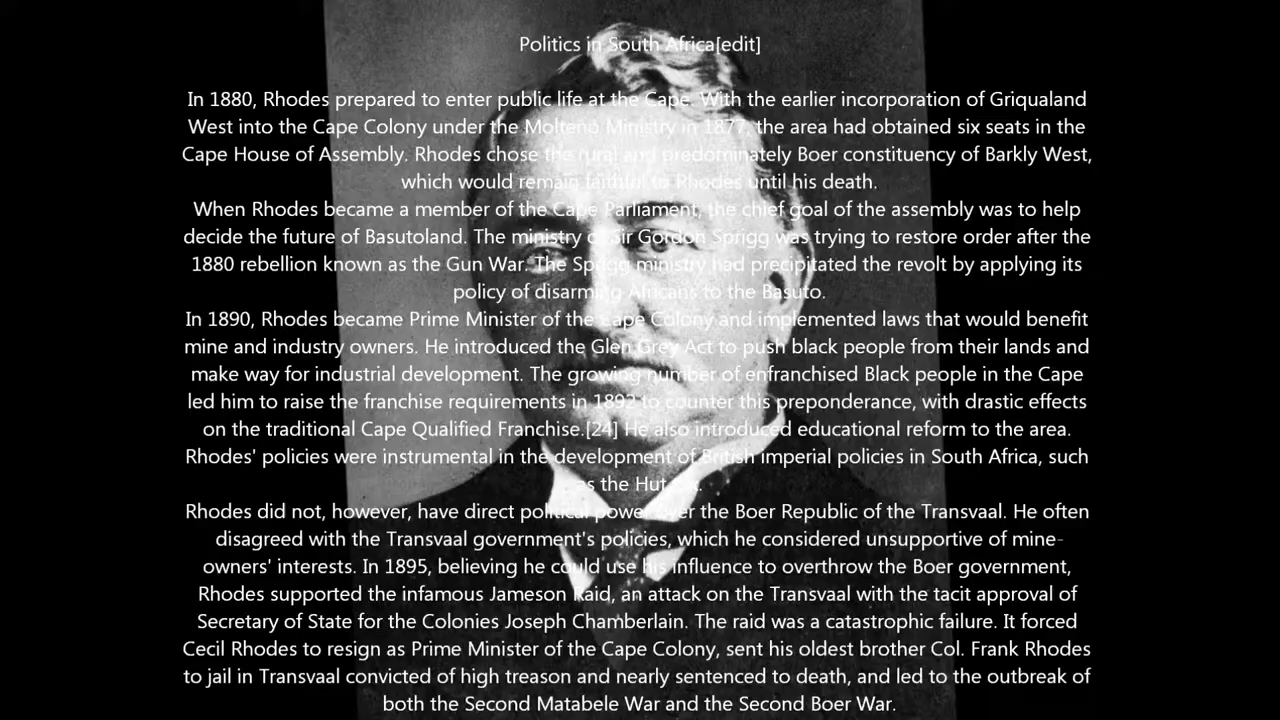 Politics in South Africa[edit]
In 1880, Rhodes prepared to enter public life at the Cape. With the earlier incorporation of Griqualand
West into the Cape Colony under the Molteno Ministry in 1877, the area had obtained six seats in the
Cape House of Assembly. Rhodes chose the rural and predominately Boer constituency of Barkly West,
which would remain faithful to Rhodes until his death.
When Rhodes became a member of the Cape Parliament, the chief goal of the assembly was to help
decide the future of Basutoland. The ministry of Sir Gordon Sprigg was trying to restore order after the
1880 rebellion known as the Gun War. The Sprigg ministry had precipitated the revolt by applying its
policy of disarming Africans to the Basuto.
In 1890, Rhodes became Prime Minister of the Cape Colony and implemented laws that would benefit
mine and industry owners. He introduced the Glen Grey Act to push black people from their lands and
make way for industrial development. The growing number of enfranchised Black people in the Cape
led him to raise the franchise requirements in 1892 to counter this preponderance, with drastic effects
on the traditional Cape Qualified Franchise.[24] He also introduced educational reform to the area.
Rhodes' policies were instrumental in the development of British imperial policies in South Africa, such
as the Hut tax.
Rhodes did not, however, have direct political power over the Boer Republic of the Transvaal. He often
disagreed with the Transvaal government's policies, which he considered unsupportive of mine-
owners' interests. In 1895, believing he could use his influence to overthrow the Boer government,
Rhodes supported the infamous Jameson Raid, an attack on the Transvaal with the tacit approval of
Secretary of State for the Colonies Joseph Chamberlain. The raid was a catastrophic failure. It forced
Cecil Rhodes to resign as Prime Minister of the Cape Colony, sent his oldest brother Col. Frank Rhodes
to jail in Transvaal convicted of high treason and nearly sentenced to death, and led to the outbreak of
both the Second Matabele War and the Second Boer War.